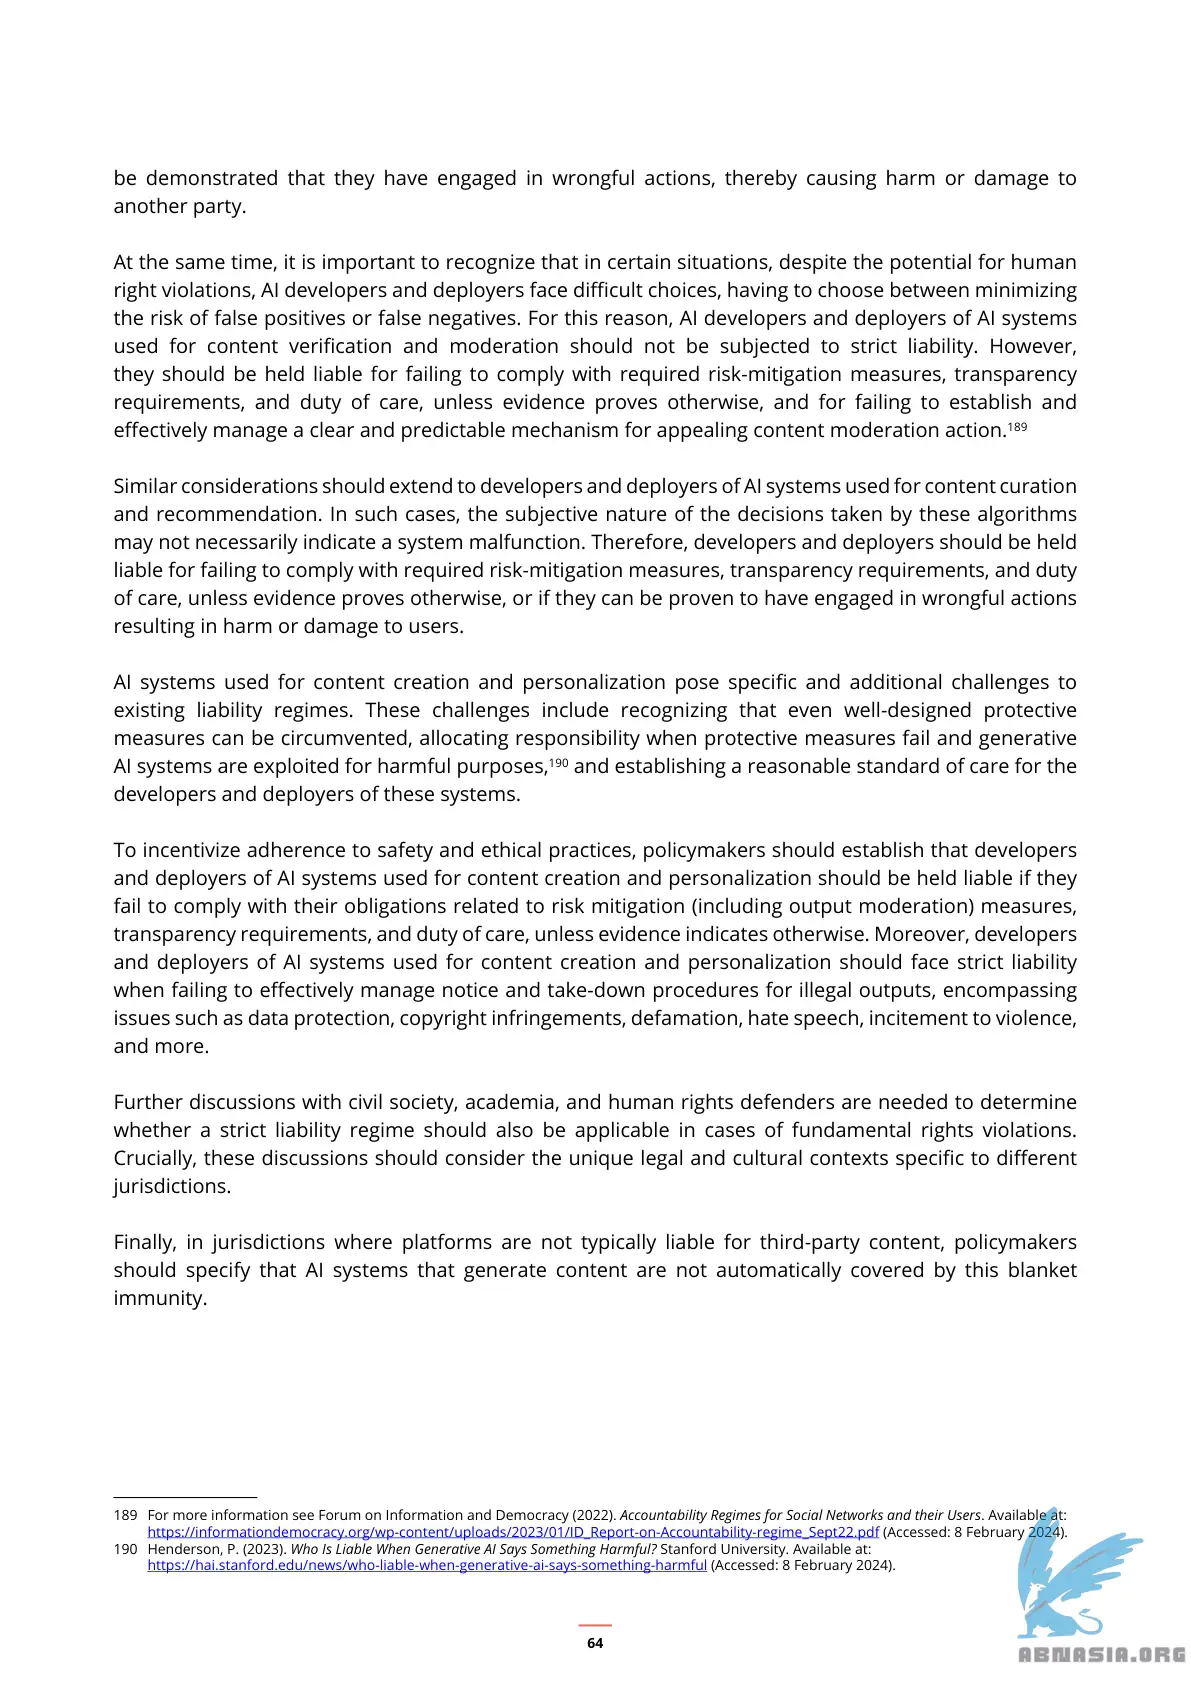 be demonstrated that they have engaged in wrongful actions, thereby causing harm or damage to
another party.
At the same time, it is important to recognize that in certain situations, despite the potential for human
right violations, AI developers and deployers face difficult choices, having to choose between minimizing
the risk of false positives or false negatives. For this reason, AI developers and deployers of AI systems
used for content verification and moderation should not be subjected to strict liability. However,
they should be held liable for failing to comply with required risk-mitigation measures, transparency
requirements, and duty of care, unless evidence proves otherwise, and for failing to establish and
effectively manage a clear and predictable mechanism for appealing content moderation action.189
Similar considerations should extend to developers and deployers of AI systems used for content curation
and recommendation. In such cases, the subjective nature of the decisions taken by these algorithms
may not necessarily indicate a system malfunction. Therefore, developers and deployers should be held
liable for failing to comply with required risk-mitigation measures, transparency requirements, and duty
of care, unless evidence proves otherwise, or if they can be proven to have engaged in wrongful actions
resulting in harm or damage to users.
AI systems used for content creation and personalization pose specific and additional challenges to
existing liability regimes. These challenges include recognizing that even well-designed protective
measures can be circumvented, allocating responsibility when protective measures fail and generative
AI systems are exploited for harmful purposes,190 and establishing a reasonable standard of care for the
developers and deployers of these systems.
To incentivize adherence to safety and ethical practices, policymakers should establish that developers
and deployers of AI systems used for content creation and personalization should be held liable if they
fail to comply with their obligations related to risk mitigation (including output moderation) measures,
transparency requirements, and duty of care, unless evidence indicates otherwise. Moreover, developers
and deployers of AI systems used for content creation and personalization should face strict liability
when failing to effectively manage notice and take-down procedures for illegal outputs, encompassing
issues such as data protection, copyright infringements, defamation, hate speech, incitement to violence,
and more.
Further discussions with civil society, academia, and human rights defenders are needed to determine
whether a strict liability regime should also be applicable in cases of fundamental rights violations.
Crucially, these discussions should consider the unique legal and cultural contexts specific to different
jurisdictions.
Finally, in jurisdictions where platforms are not typically liable for third-party content, policymakers
should specify that AI systems that generate content are not automatically covered by this blanket
immunity.
189 For more information see Forum on Information and Democracy (2022). Accountability Regimes for Social Networks and their Users. Available at:
https://informationdemocracy.org/wp-content/uploads/2023/01/ID_Report-on-Accountability-regime_Sept22.pdf (Accessed: 8 February 2024).
190 Henderson, P. (2023). Who Is Liable When Generative AI Says Something Harmful? Stanford University. Available at:
https://hai.stanford.edu/news/who-liable-when-generative-ai-says-something-harmful (Accessed: 8 February 2024).
64
ABNASIA.ORG